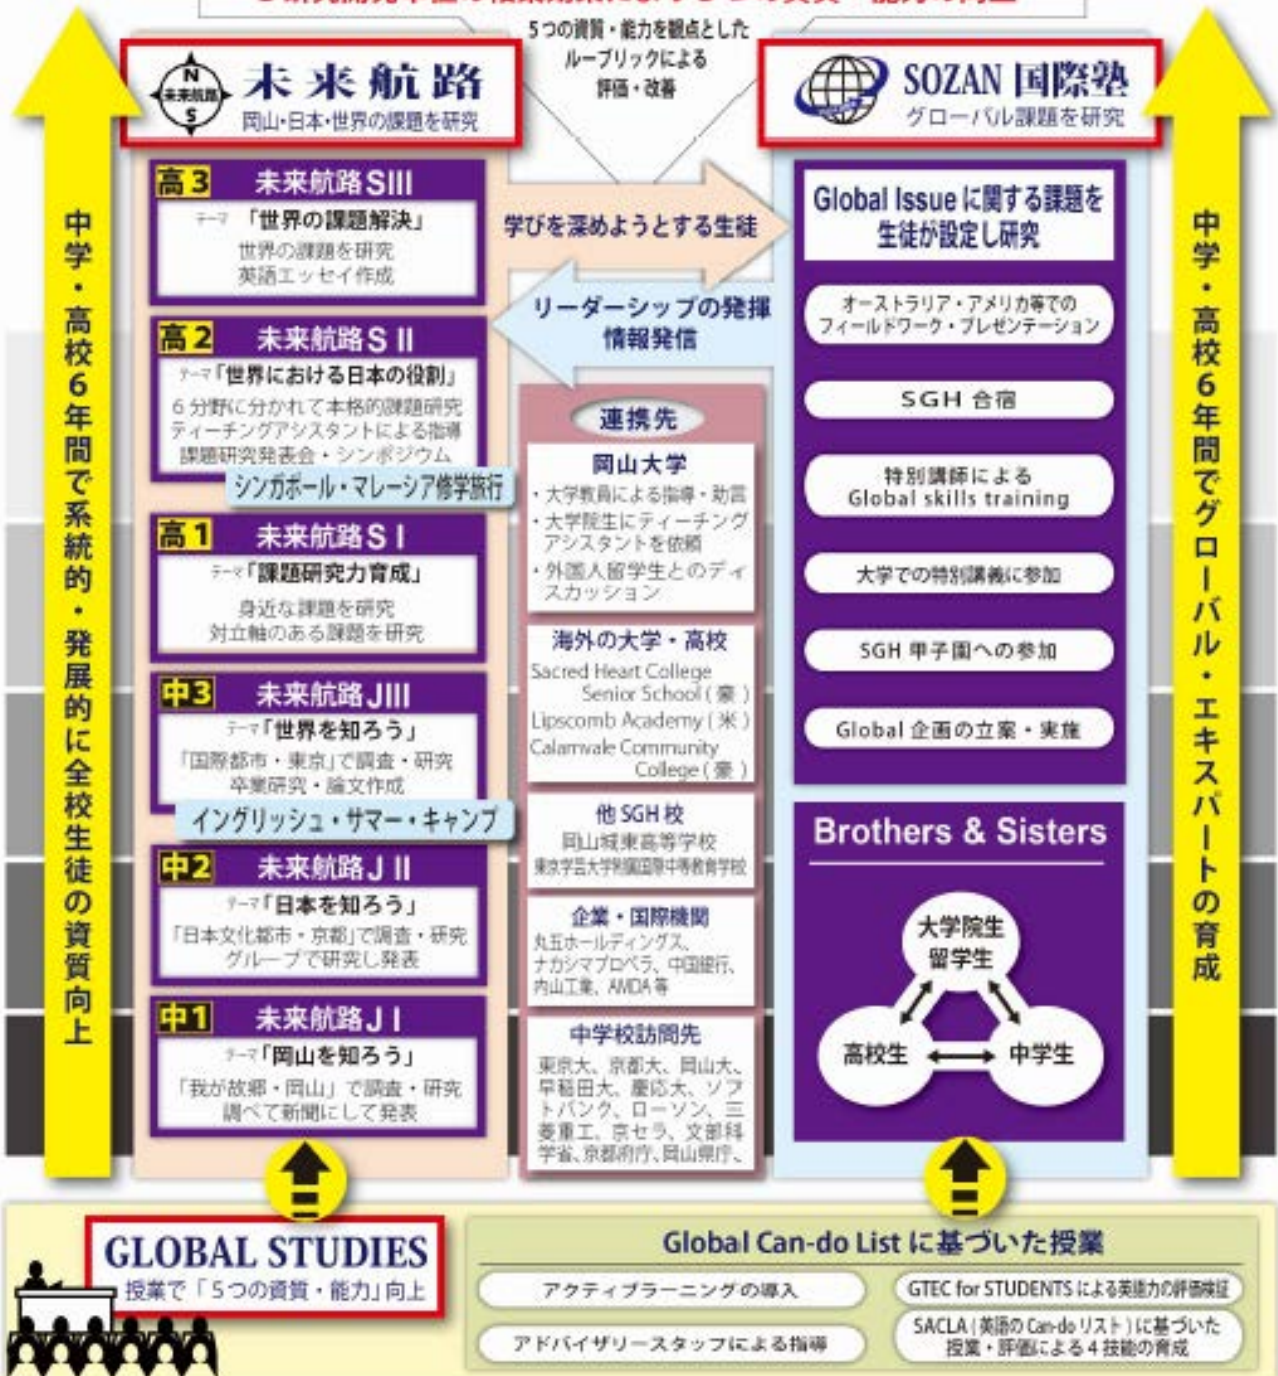 5つの資質・能力を観点とした
ルーブリックによる
評価・改善
N
未来航路
S
未来航路
岡山・日本・世界の課題を研究
SOZAN 国際塾
グローバル課題を研究
中学・高校6年間で系統的・発展的に全校生徒の資質向上
高3 未来航路SIII
テーマ 「世界の課題解決」
世界の課題を研究
英語エッセイ作成
高2 未来航路S II
テーマ「世界における日本の役割」
6分野に分かれて本格的課題研究
ティーチングアシスタントによる指導
課題研究発表会・シンポジウム
シンガポール・マレーシア修学旅行
高1 未来航路S I
テーマ「課題研究力育成」
身近な課題を研究
対立軸のある課題を研究
中3 未来航路JIII
テーマ「世界を知ろう」
「国際都市・東京」で調査・研究
卒業研究・論文作成
イングリッシュ・サマー・キャンプ
中2 未来航路J II
テーマ「日本を知ろう」
「日本文化都市・京都」で調査・研究
グループで研究し発表
中1 未来航路J I
テーマ「岡山を知ろう」
「我が故郷・岡山」で調査・研究
調べて新聞にして発表
学びを深めようとする生徒
リーダーシップの発揮
情報発信
連携先
岡山大学
・大学教員による指導・助言
・大学院生にティーチング
アシスタントを依頼
・外国人留学生とのディ
スカッション
海外の大学・高校
Sacred Heart College
Senior School ( 豪 )
Lipscomb Academy ( 米 )
Calamvale Community
College ( 豪 )
他 SGH 校
岡山城東高等学校
東京学芸大学附属国際中等教育学校
企業・国際機関
丸五ホールディングス、
ナカシマプロペラ、中国銀行、
内山工業、AMDA 等
中学校訪問先
東京大、京都大、岡山大、
早稲田大、慶応大、ソフ
トバンク、ローソン、三
菱重工、京セラ、文部科
学省、京都府庁、岡山県庁、
Global Issue に関する課題を
生徒が設定し研究
オーストラリア・アメリカ等での
フィールドワーク・プレゼンテーション
SGH 合宿
特別講師による
Global skills training
大学での特別講義に参加
SGH 甲子園への参加
Global 企画の立案・実施
Brothers & Sisters
大学院生
留学生
高校生
中学生
中学・高校6年間でグローバル・エキスパートの育成
GLOBAL STUDIES
授業で「5つの資質・能力」向上
Global Can-do List に基づいた授業
アクティブラーニングの導入
GTEC for STUDENTS による英語力の評価検証
アドバイザリースタッフによる指導
SACLA ( 英語の Can-do リスト ) に基づいた
授業・評価による 4 技能の育成